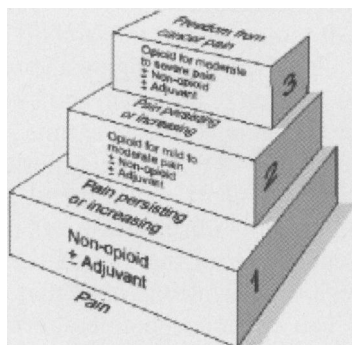 Freedom from
cancer pain
Opioid for moderate
to severe pain
± Non-opioid
± Adjuvant
3
Pain persisting
or increasing
Opioid for mild to
moderate pain
± Non-opioid
± Adjuvant
2
Pain persisting
or increasing
Non-opioid
± Adjuvant
1
Pain